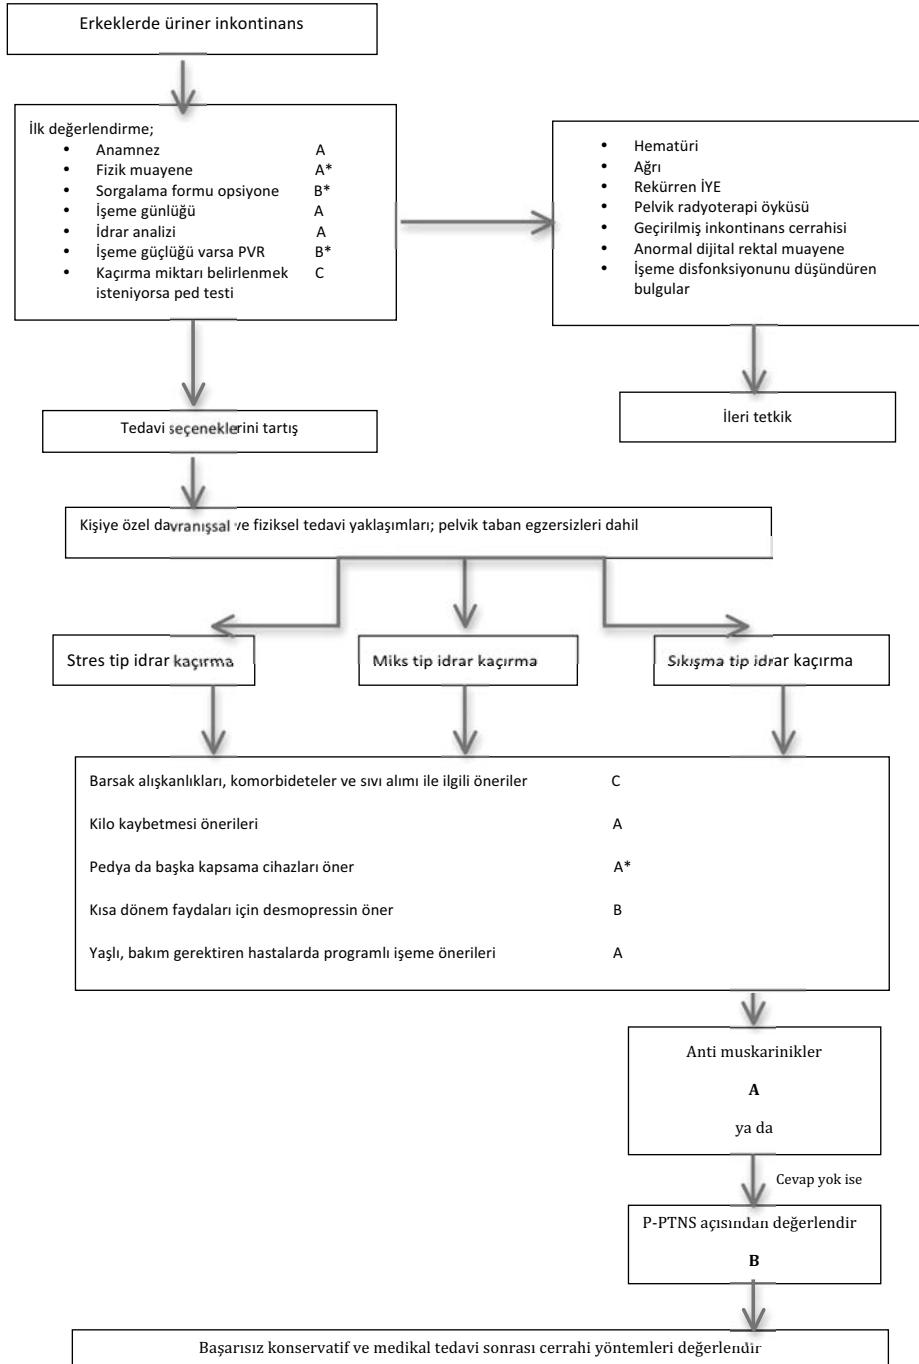 Erkeklerde üriner inkontinans
İlk değerlendirme;
• Anamnez A
• Fizik muayene A*
• Sorgalama formu opsiyone B*
• İşeme günlüğü A
• İdrar analizi A
• İşeme güçlüğü varsa PVR B*
• Kaçırma miktarı belirlenmek C
isteniyorsa ped testi
• Hematüri
• Ağrı
• Rekürren İYE
• Pelvik radyoterapi öyküsü
• Geçirilmiş inkontinans cerrahisi
• Anormal dijital rektal muayene
• İşeme disfonksiyonunu düşündüren
bulgular
Tedavi seçeneklerini tartış
İleri tetkik
Kişiye özel davranışsal ve fiziksel tedavi yaklaşımları; pelvik taban egzersizleri dahil
Stres tip idrar kaçırma
Miks tip idrar kaçırma
Sıkışma tip idrar kaçırma
Barsak alışkanlıkları, komorbideteler ve sıvı alımı ile ilgili öneriler C
Kilo kaybetmesi önerileri A
Pedya da başka kapsama cihazları öner A*
Kısa dönem faydaları için desmopressin öner B
Yaşlı, bakım gerektiren hastalarda programlı işeme önerileri A
Anti muskarinikler
A
ya da
Cevap yok ise
P-PTNS açısından değerlendir
B
Başarısız konservatif ve medikal tedavi sonrası cerrahi yöntemleri değerlendir